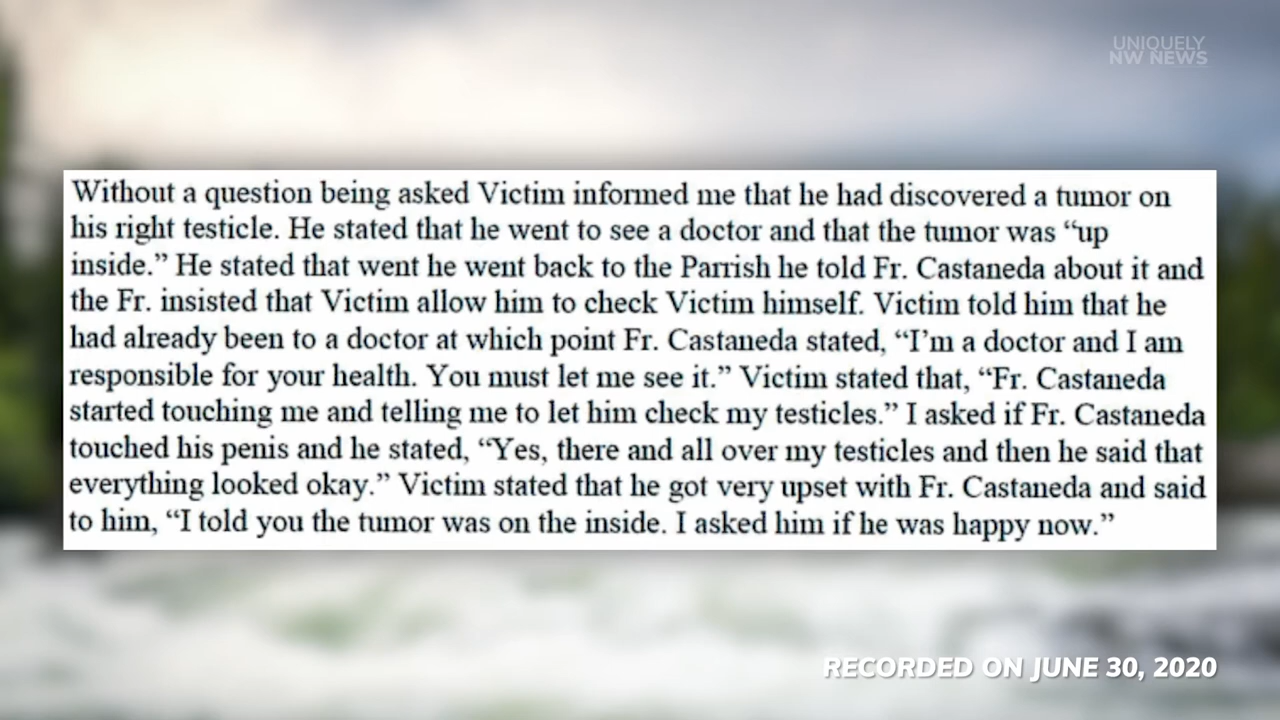 UNIQUELY
NW NEWS
Without a question being asked Victim informed me that he had discovered a tumor on
his right testicle. He stated that he went to see a doctor and that the tumor was “up
inside.” He stated that went he went back to the Parrish he told Fr. Castaneda about it and
the Fr. insisted that Victim allow him to check Victim himself. Victim told him that he
had already been to a doctor at which point Fr. Castaneda stated, “I’m a doctor and I am
responsible for your health. You must let me see it.” Victim stated that, “Fr. Castaneda
started touching me and telling me to let him check my testicles.” I asked if Fr. Castaneda
touched his penis and he stated, “Yes, there and all over my testicles and then he said that
everything looked okay.” Victim stated that he got very upset with Fr. Castaneda and said
to him, “I told you the tumor was on the inside. I asked him if he was happy now.”
RECORDED ON JUNE 30, 2020